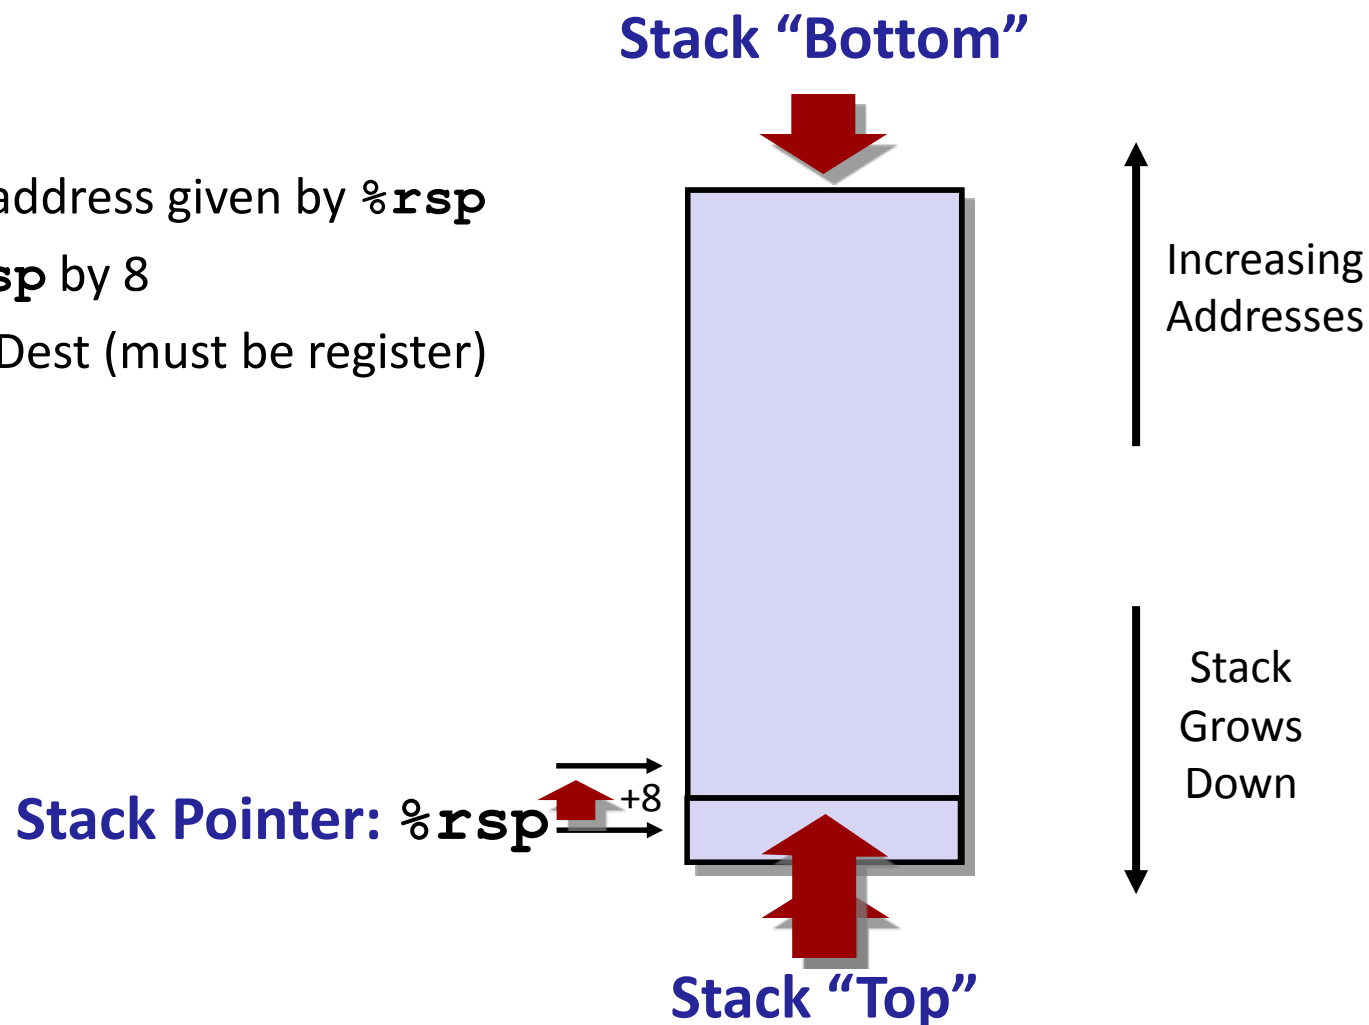 Stack “Bottom”
address given by %rsp
sp by 8
Dest (must be register)
Increasing
Addresses
Stack
Grows
Down
+8
Stack Pointer: %rsp
Stack “Top”